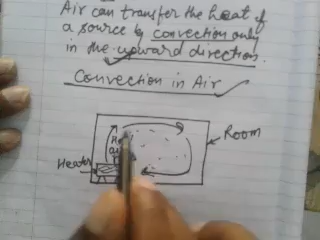 Air can transfer the heat of
a source by convection only
in the upward direction.
Convection in Air
Room
Heater